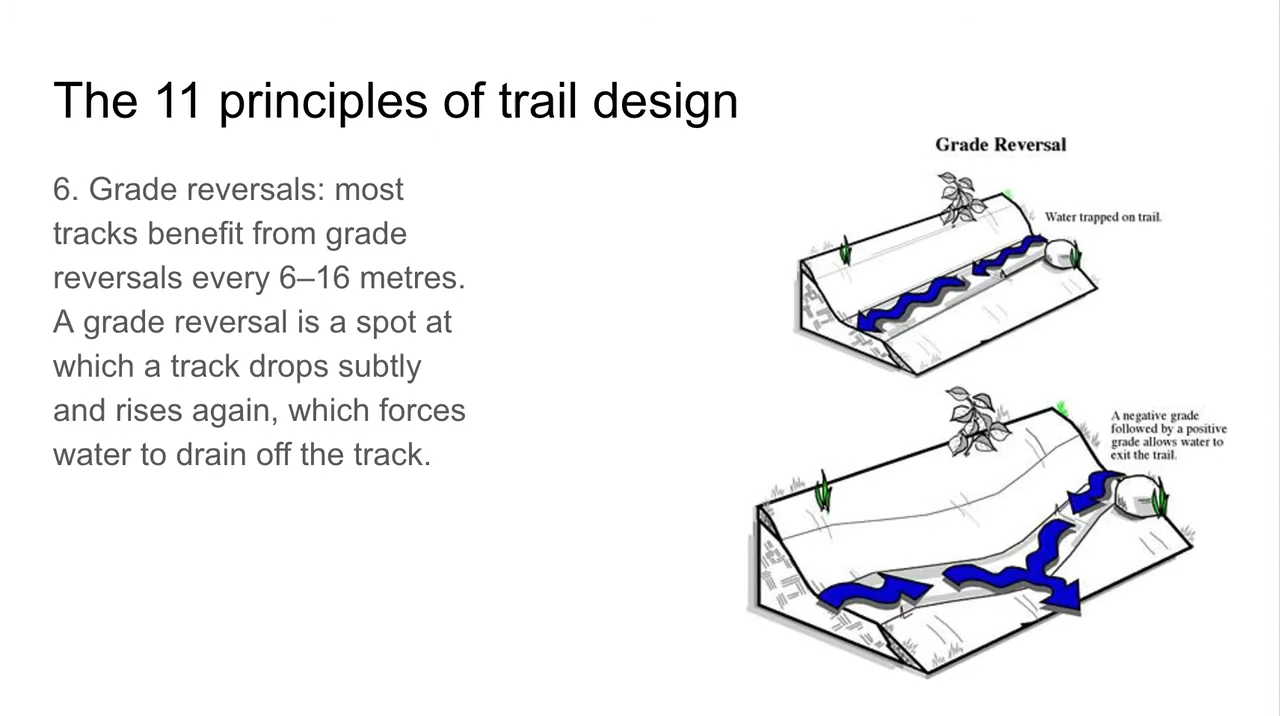 The 11 principles of trail design
6. Grade reversals: most
tracks benefit from grade
reversals every 6–16 metres.
A grade reversal is a spot at
which a track drops subtly
and rises again, which forces
water to drain off the track.
Grade Reversal
Water trapped on trail.
A negative grade
followed by a positive
grade allows water to
exit the trail.